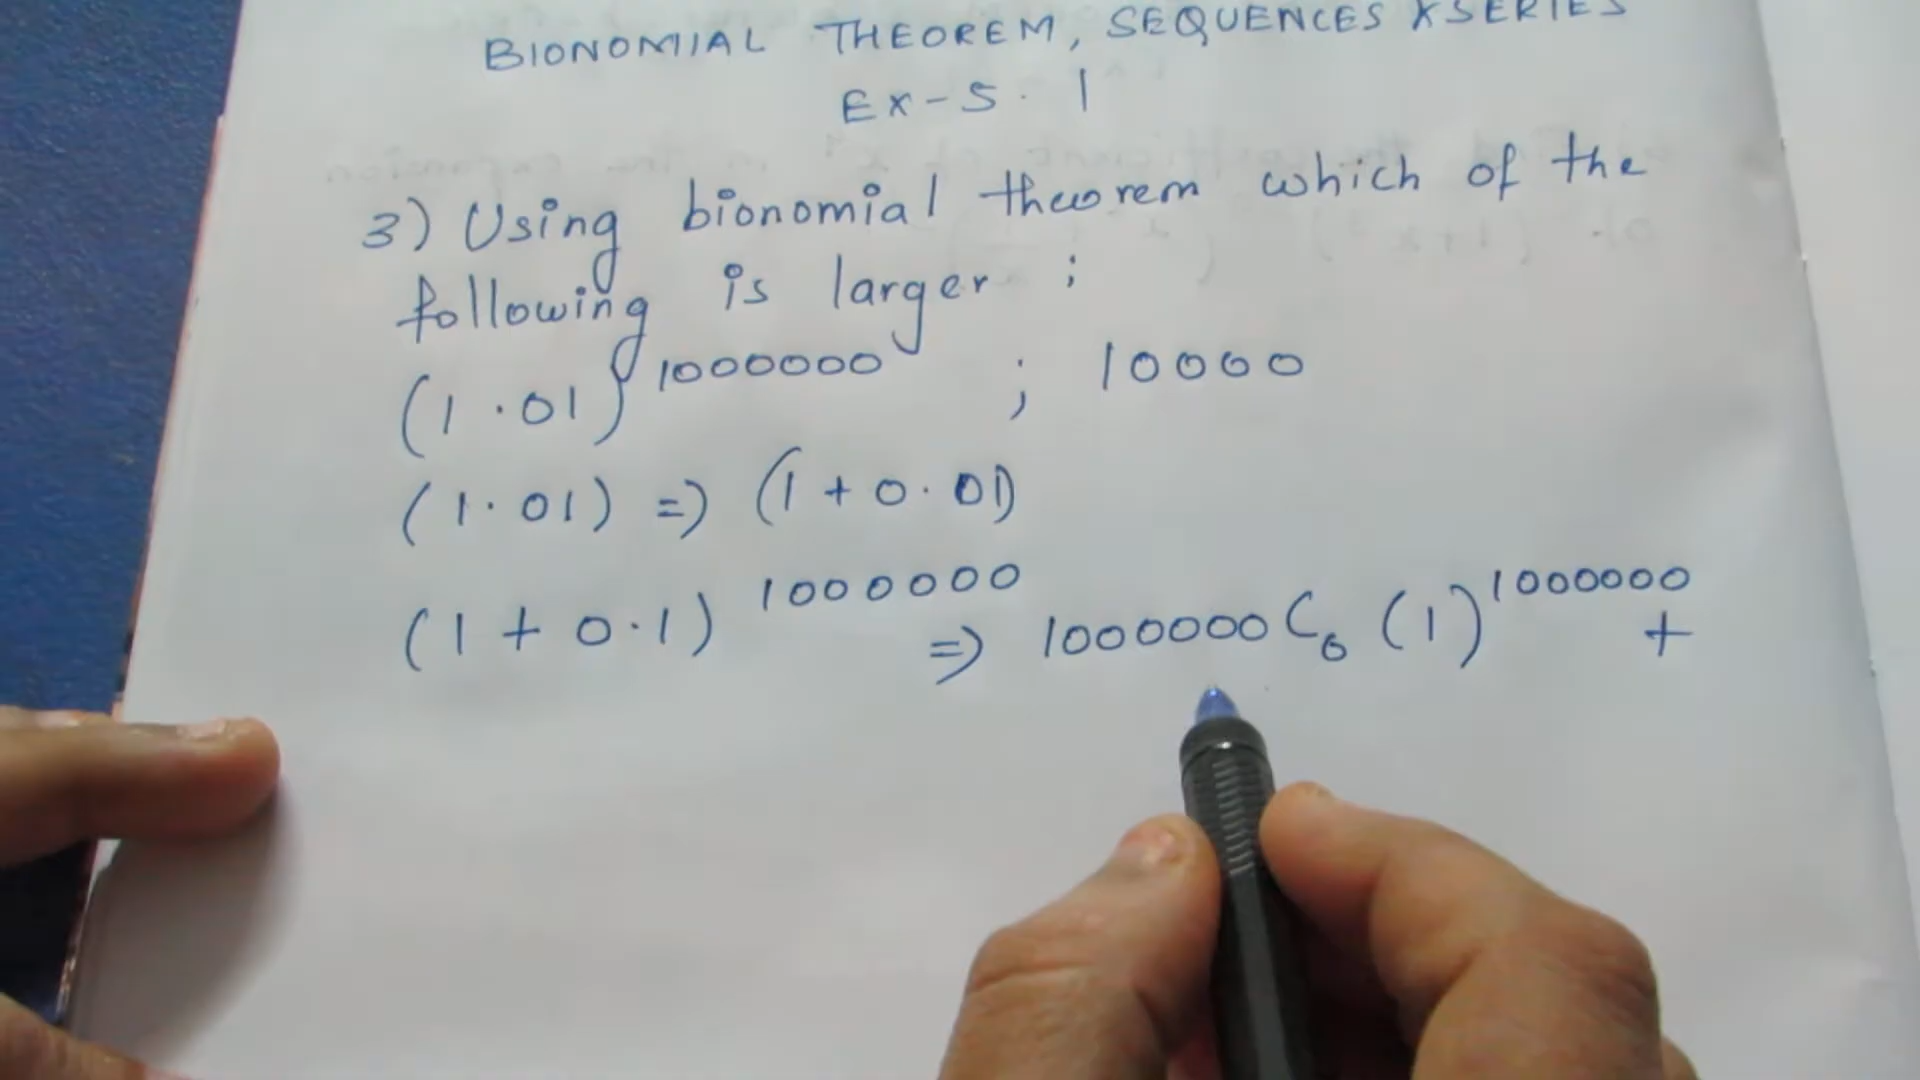 BIONOMIAL THEOREM, SEQUENCES & SERIES
EX-5.1
3) Using bionomial theorem which of the
following is larger ;
(1.01)^1000000 ; 10000
(1.01) => (1+0.01)
(1+0.1)^1000000 => 1000000C₀ (1)^1000000 +